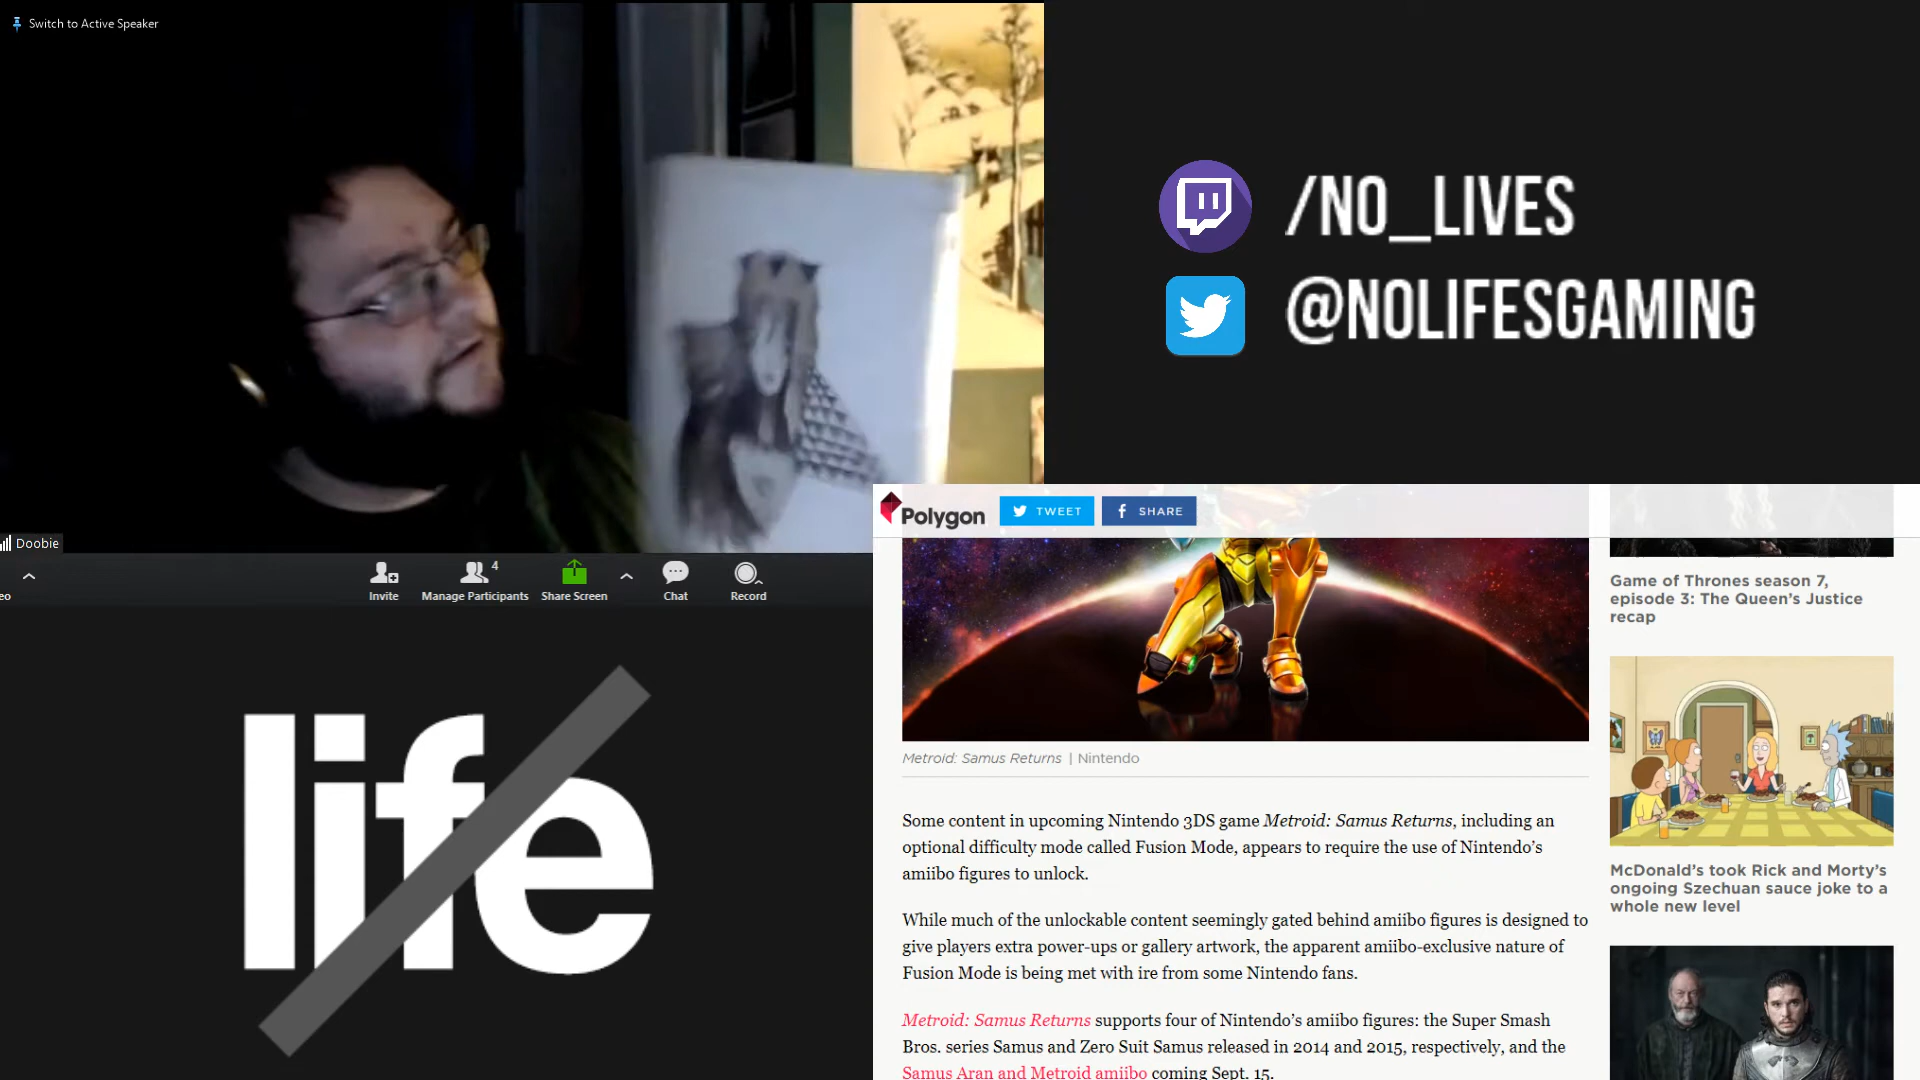 Switch to Active Speaker
/NO_LIVES
@NOLIFESGAMING
Doobie
eo
Invite
Manage Participants
4
Share Screen
Chat
Record
life
Polygon
TWEET
SHARE
Metroid: Samus Returns | Nintendo
Some content in upcoming Nintendo 3DS game Metroid: Samus Returns, including an
optional difficulty mode called Fusion Mode, appears to require the use of Nintendo’s
amiibo figures to unlock.
While much of the unlockable content seemingly gated behind amiibo figures is designed to
give players extra power-ups or gallery artwork, the apparent amiibo-exclusive nature of
Fusion Mode is being met with ire from some Nintendo fans.
Metroid: Samus Returns supports four of Nintendo’s amiibo figures: the Super Smash
Bros. series Samus and Zero Suit Samus released in 2014 and 2015, respectively, and the
Samus Aran and Metroid amiibo coming Sept. 15.
Game of Thrones season 7,
episode 3: The Queen’s Justice
recap
McDonald’s took Rick and Morty’s
ongoing Szechuan sauce joke to a
whole new level